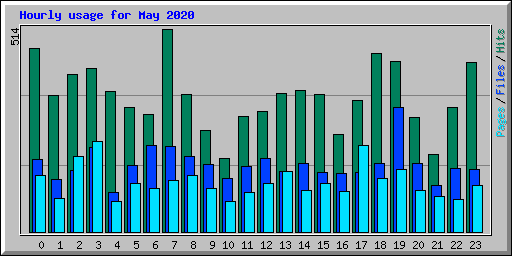 Hourly usage for May 2020
514
Pages/Files/Hits
0 1 2 3 4 5 6 7 8 9 10 11 12 13 14 15 16 17 18 19 20 21 22 23